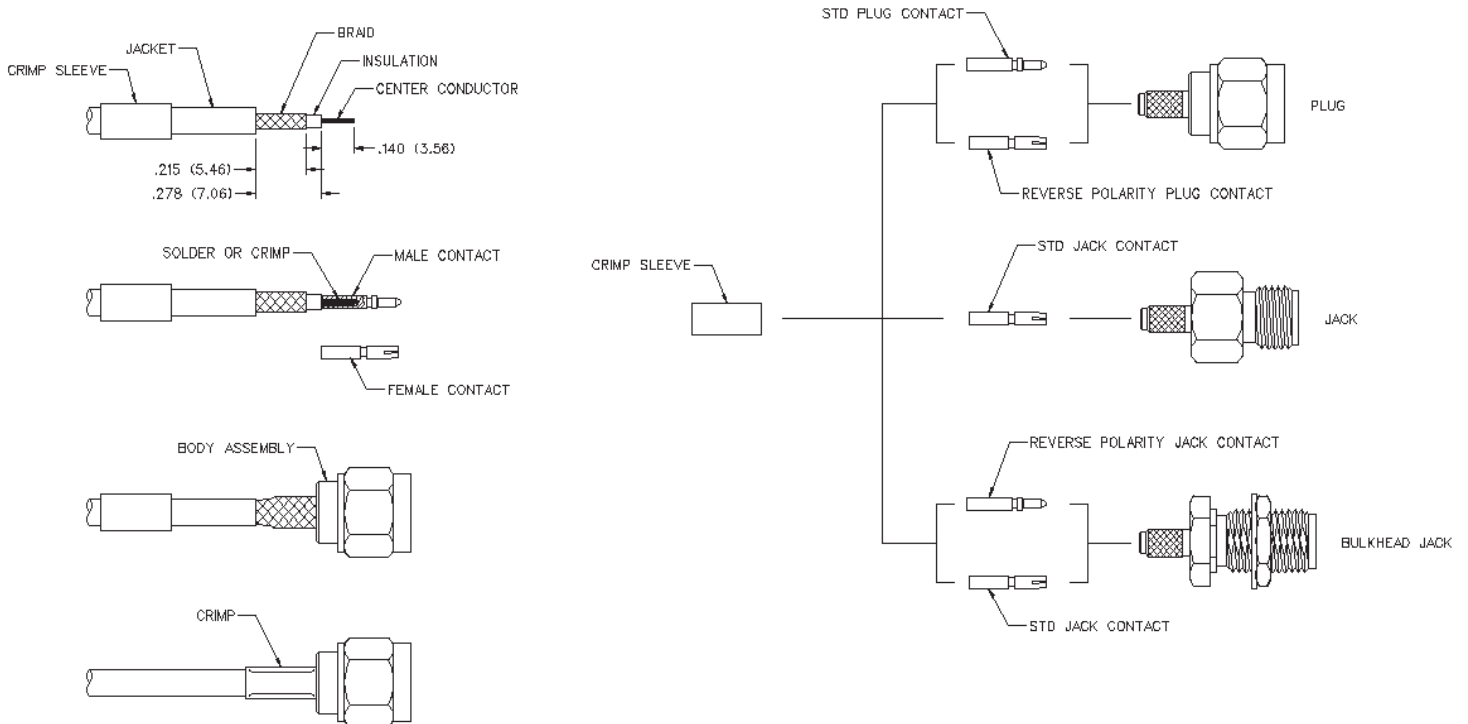 BRAID
JACKET
INSULATION
CRIMP SLEEVE
CENTER CONDUCTOR
.140 (3.56)
.215 (5.46)
.278 (7.06)
SOLDER OR CRIMP
MALE CONTACT
FEMALE CONTACT
BODY ASSEMBLY
CRIMP
STD PLUG CONTACT
PLUG
REVERSE POLARITY PLUG CONTACT
STD JACK CONTACT
CRIMP SLEEVE
JACK
REVERSE POLARITY JACK CONTACT
BULKHEAD JACK
STD JACK CONTACT